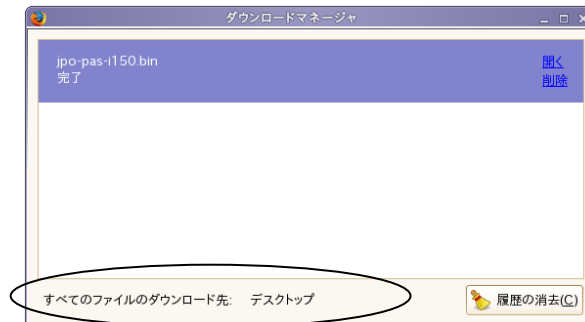 ダウンロードマネージャ
jpo-pas-i150.bin
開く
完了
削除
すべてのファイルのダウンロード先: デスクトップ
履歴の消去(C)